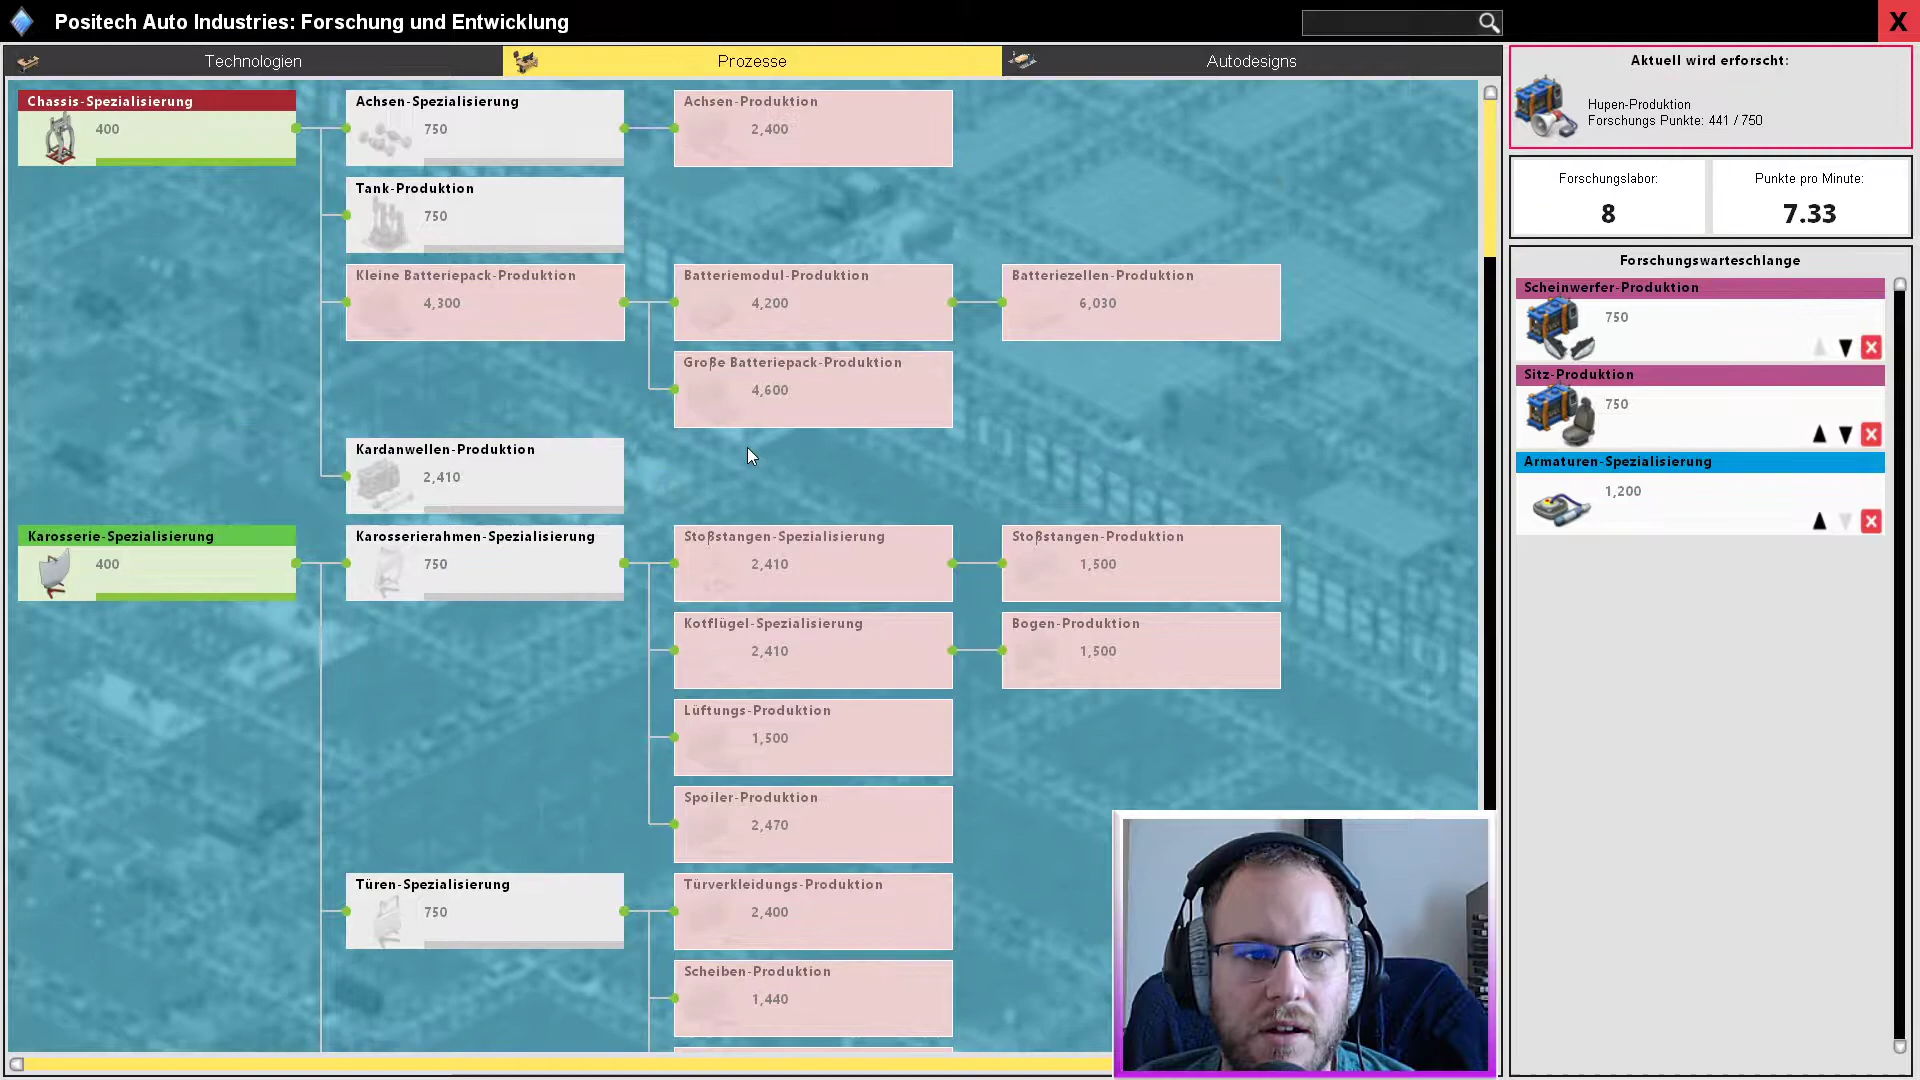 Positech Auto Industries: Forschung und Entwicklung
X
Technologien
Prozesse
Autodesigns
Chassis-Spezialisierung
400
Achsen-Spezialisierung
750
Achsen-Produktion
2,400
Tank-Produktion
750
Kleine Batteriepack-Produktion
4,300
Batteriemodul-Produktion
4,200
Batteriezellen-Produktion
6,030
Große Batteriepack-Produktion
4,600
Kardanwellen-Produktion
2,410
Karosserie-Spezialisierung
400
Karosserierahmen-Spezialisierung
750
Stoßstangen-Spezialisierung
2,410
Stoßstangen-Produktion
1,500
Kotflügel-Spezialisierung
2,410
Bogen-Produktion
1,500
Lüftungs-Produktion
1,500
Spoiler-Produktion
2,470
Türen-Spezialisierung
750
Türverkleidungs-Produktion
2,400
Scheiben-Produktion
1,440
Aktuell wird erforscht:
Hupen-Produktion
Forschungs Punkte: 441 / 750
Forschungslabor:
8
Punkte pro Minute:
7.33
Forschungswarteschlange
Scheinwerfer-Produktion
750
Sitz-Produktion
750
Armaturen-Spezialisierung
1,200